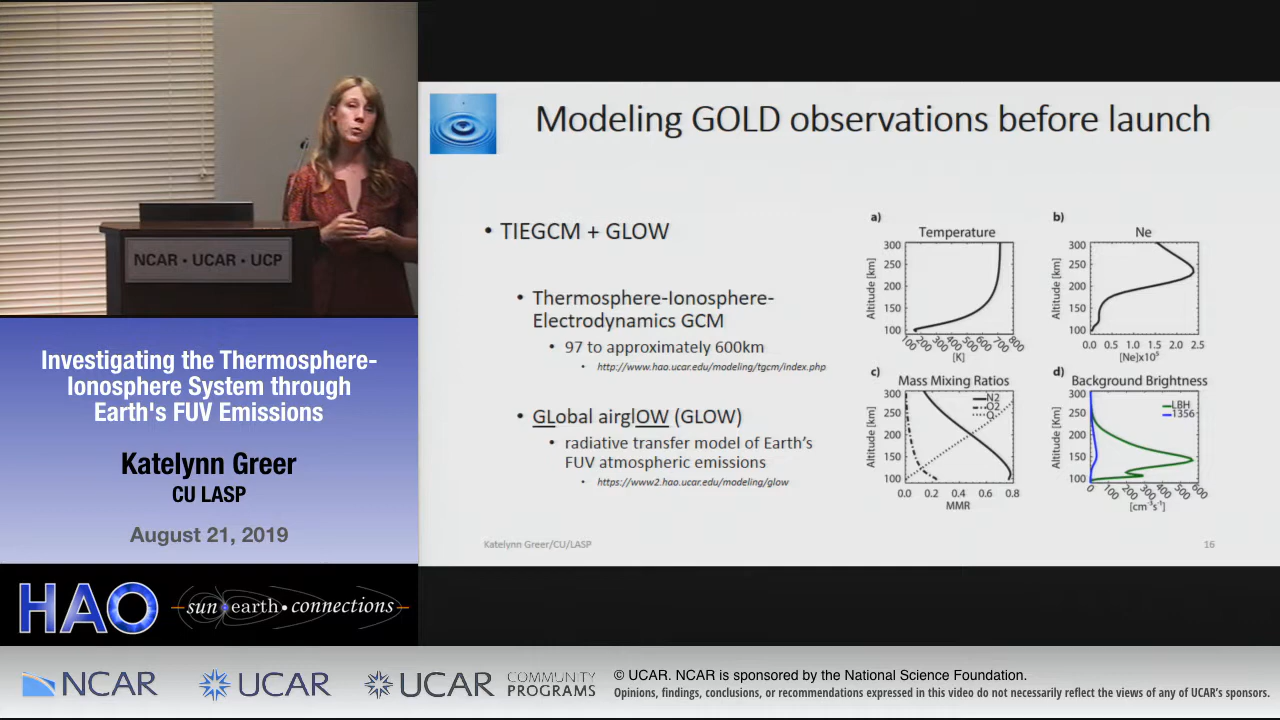 NCAR • UCAR • UCP
Investigating the Thermosphere-
Ionosphere System through
Earth's FUV Emissions
Katelynn Greer
CU LASP
August 21, 2019
HAO
sun • earth • connections
Modeling GOLD observations before launch
• TIEGCM + GLOW
• Thermosphere-Ionosphere-
Electrodynamics GCM
• 97 to approximately 600km
• http://www.hao.ucar.edu/modeling/tgcm/index.php
• GLobal airglOW (GLOW)
• radiative transfer model of Earth's
FUV atmospheric emissions
• https://www2.hao.ucar.edu/modeling/glow
a)
Temperature
Altitude [km]
300
250
200
150
100
100 200 300 400 500 600 700 800
[K]
b)
Ne
Altitude [km]
300
250
200
150
100
0.0 0.5 1.0 1.5 2.0 2.5
[Ne]x10⁵
c)
Mass Mixing Ratios
Altitude [km]
300
250
200
150
100
N2
O2
O
0.0 0.2 0.4 0.6 0.8
MMR
d)
Background Brightness
Altitude [km]
300
250
200
150
100
LBH
1356
0 100 200 300 400 500 600
[cm⁻³s⁻¹]
Katelynn Greer/CU/LASP
16
NCAR
UCAR
UCAR
COMMUNITY
PROGRAMS
© UCAR. NCAR is sponsored by the National Science Foundation.
Opinions, findings, conclusions, or recommendations expressed in this video do not necessarily reflect the views of any of UCAR's sponsors.